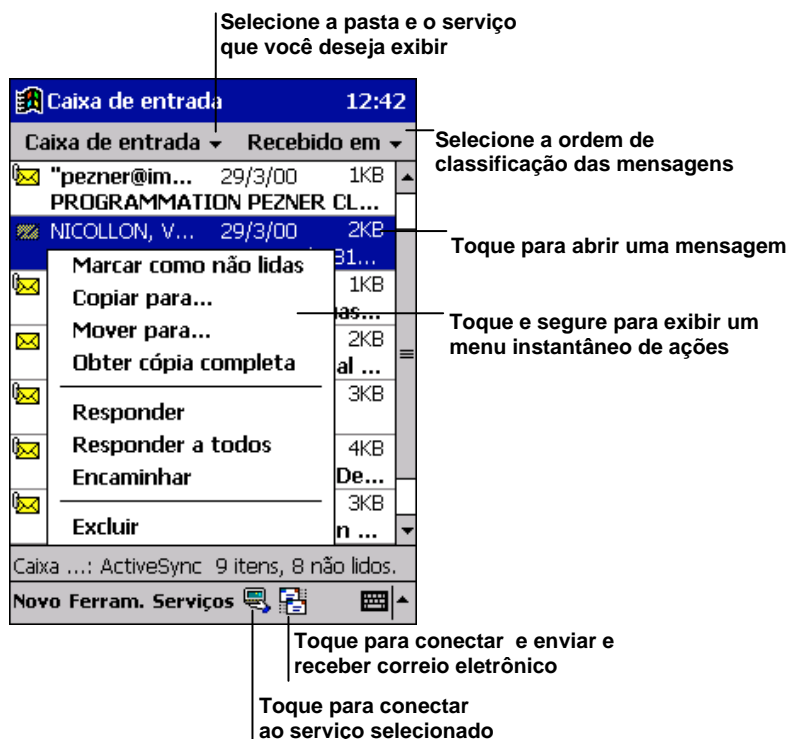 Selecione a pasta e o serviço
que você deseja exibir
Caixa de entrada 12:42
Caixa de entrada Recebido em
Selecione a ordem de
classificação das mensagens
"pezner@im... 29/3/00 1KB
PROGRAMMATION PEZNER CL...
NICOLLON, V... 29/3/00 2KB
B1...
Toque para abrir uma mensagem
Marcar como não lidas
1KB
Copiar para...
as...
Mover para...
2KB
Toque e segure para exibir um
menu instantâneo de ações
Obter cópia completa
al ...
3KB
Responder
Responder a todos
4KB
Encaminhar
De...
3KB
Excluir
n ...
Caixa ...: ActiveSync 9 itens, 8 não lidos.
Novo Ferram. Serviços
Toque para conectar e enviar e
receber correio eletrônico
Toque para conectar
ao serviço selecionado